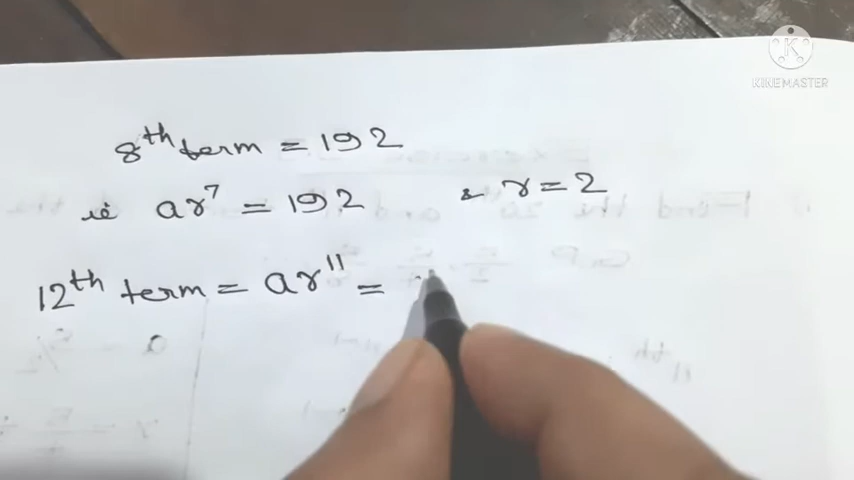 KINEMASTER
8th term = 192
ie ar⁷ = 192 & r = 2
12th term = ar¹¹ =